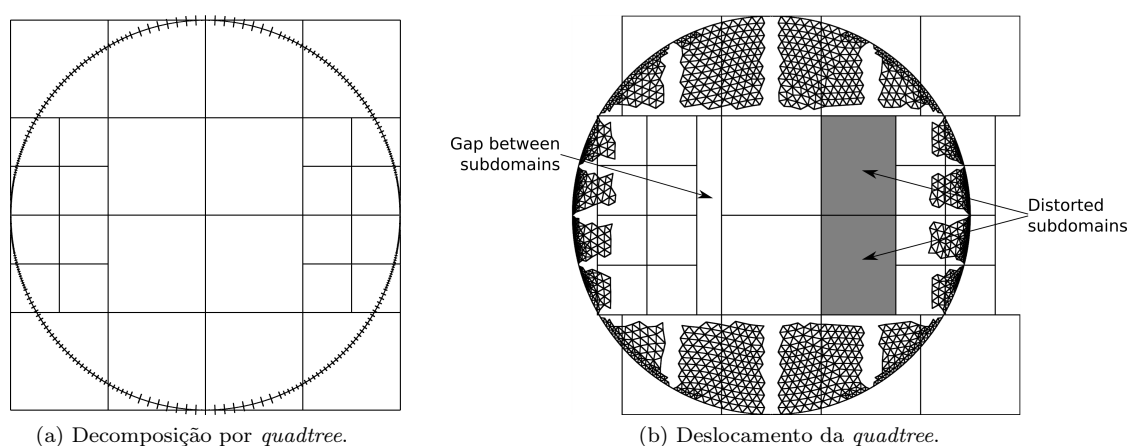 Gap between
subdomains
Distorted
subdomains
(a) Decomposição por quadtree.
(b) Deslocamento da quadtree.